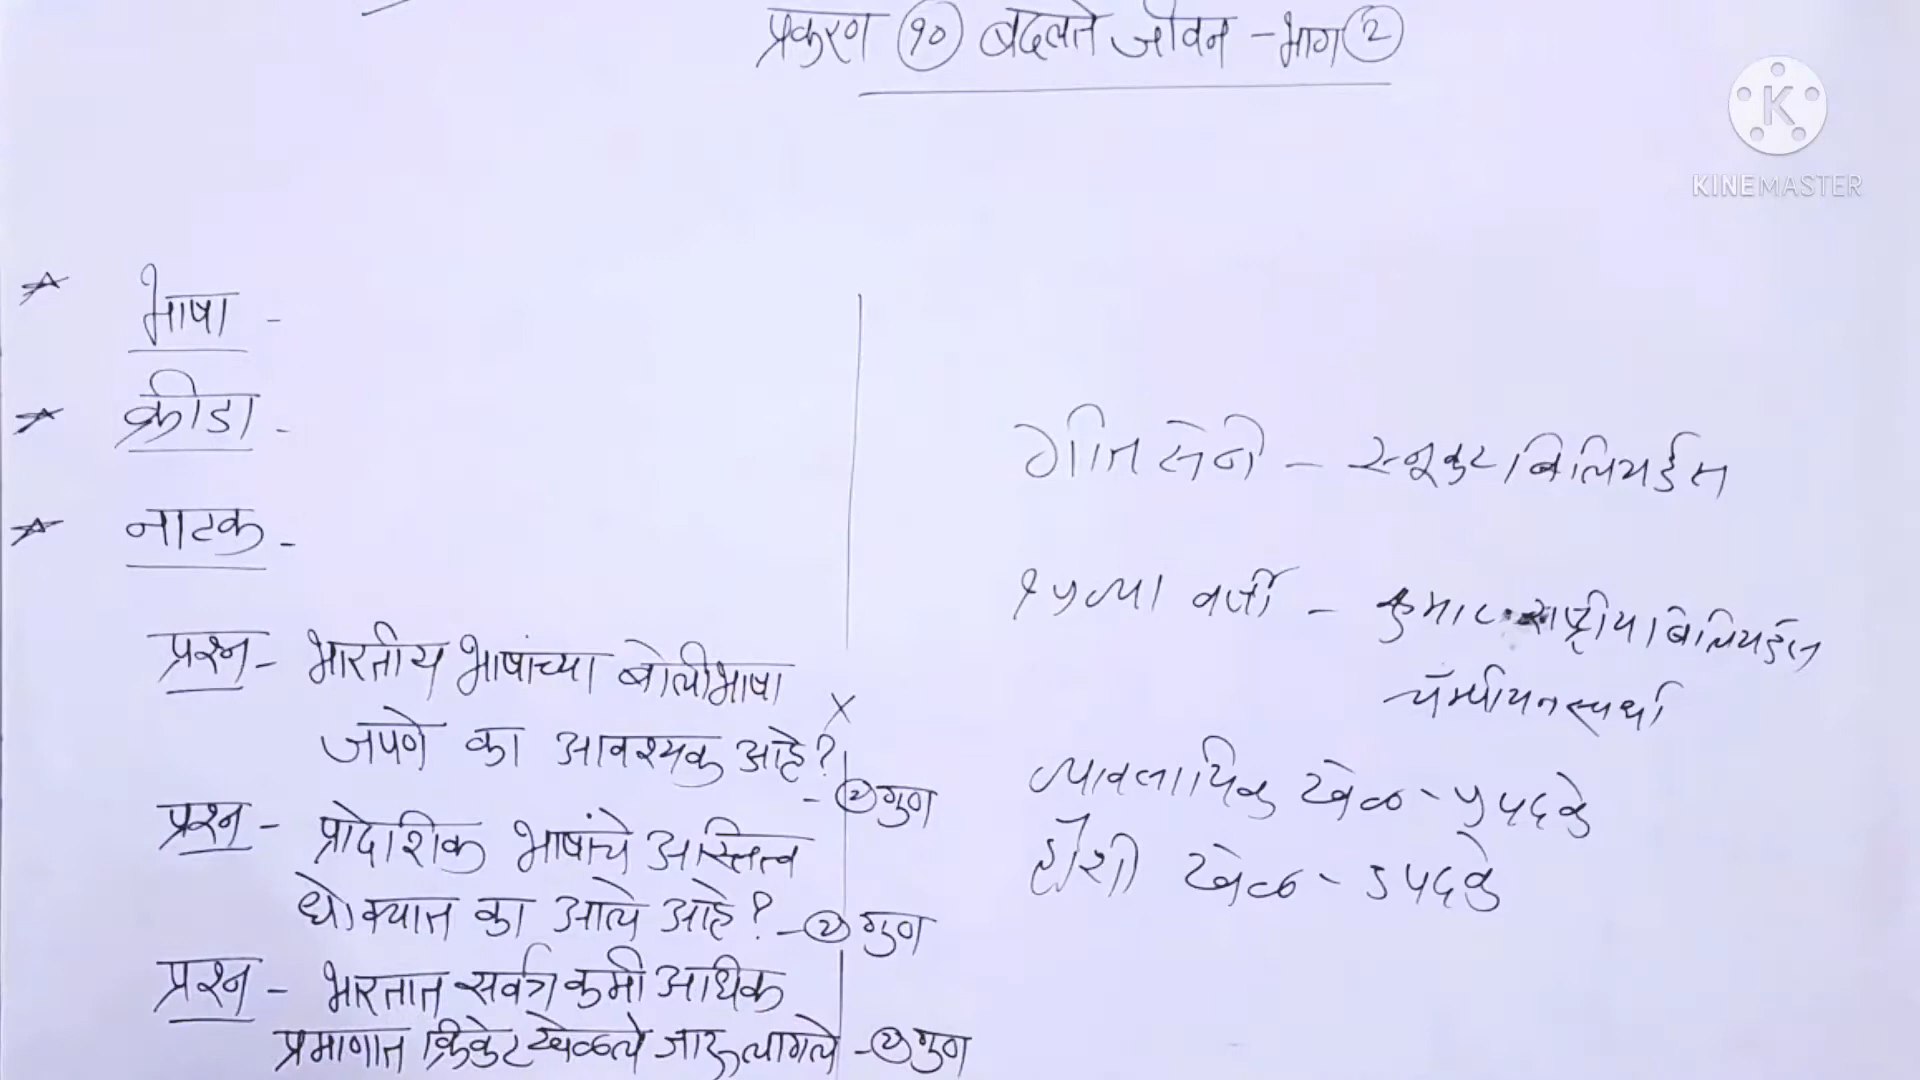 प्रकरण १० बदलते जीवन - भाग २
KINEMASTER
भाषा -
क्रीडा -
नाटक -
प्रश्न - भारतीय भाषांच्या बोलीभाषा
जपणे का आवश्यक आहे?
- २ गुण
प्रश्न - प्रादेशिक भाषांचे अस्तित्व
धोक्यात का आले आहे? - २ गुण
प्रश्न - भारतात सर्वत्र कमी अधिक
प्रमाणात क्रिकेट खेळले जाऊ लागले - २ गुण
गीत सेठी - स्नूकर / बिलियर्डस
१५व्या वर्षी - कुमार राष्ट्रीय बिलियर्डस
चॅम्पीयनस्पर्धा
व्यावसायिक खेळ - ५ पदके
हौशी खेळ - ३ पदके